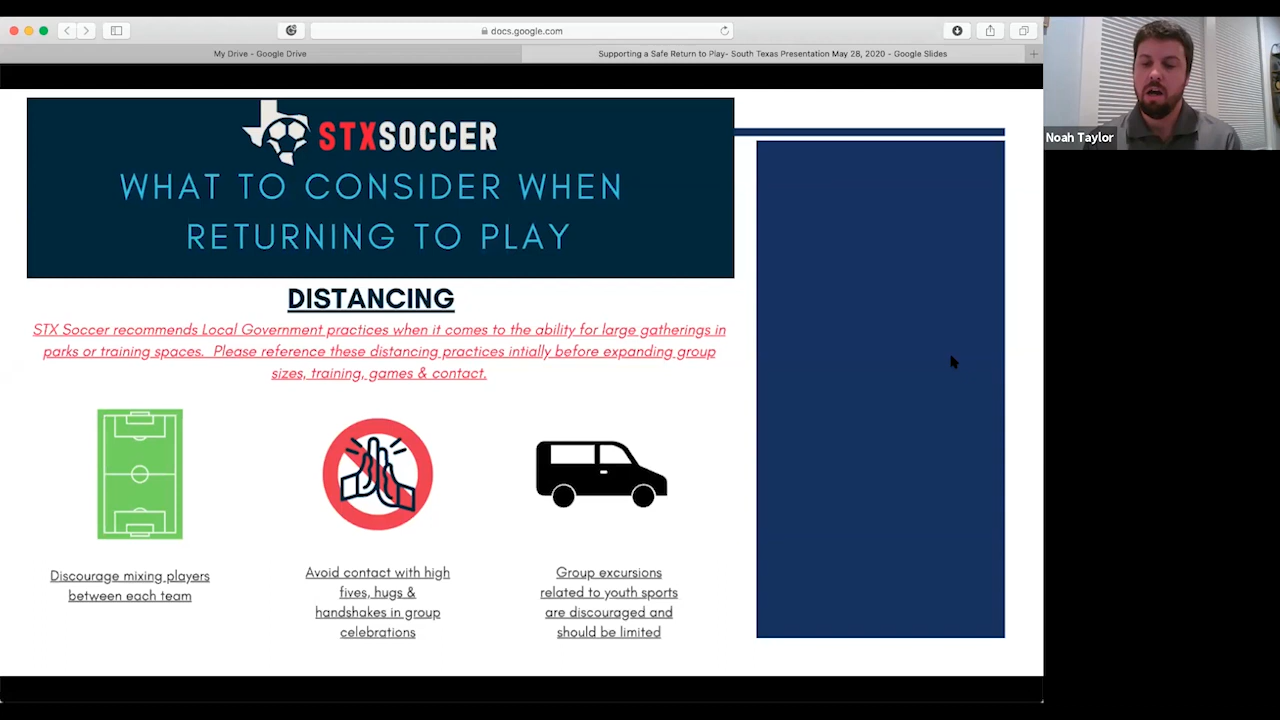 docs.google.com
My Drive - Google Drive
Supporting a Safe Return to Play- South Texas Presentation May 28, 2020 - Google Slides
Noah Taylor
STXSOCCER
WHAT TO CONSIDER WHEN
RETURNING TO PLAY
DISTANCING
STX Soccer recommends Local Government practices when it comes to the ability for large gatherings in
parks or training spaces. Please reference these distancing practices intially before expanding group
sizes, training, games & contact.
Discourage mixing players
between each team
Avoid contact with high
fives, hugs &
handshakes in group
celebrations
Group excursions
related to youth sports
are discouraged and
should be limited